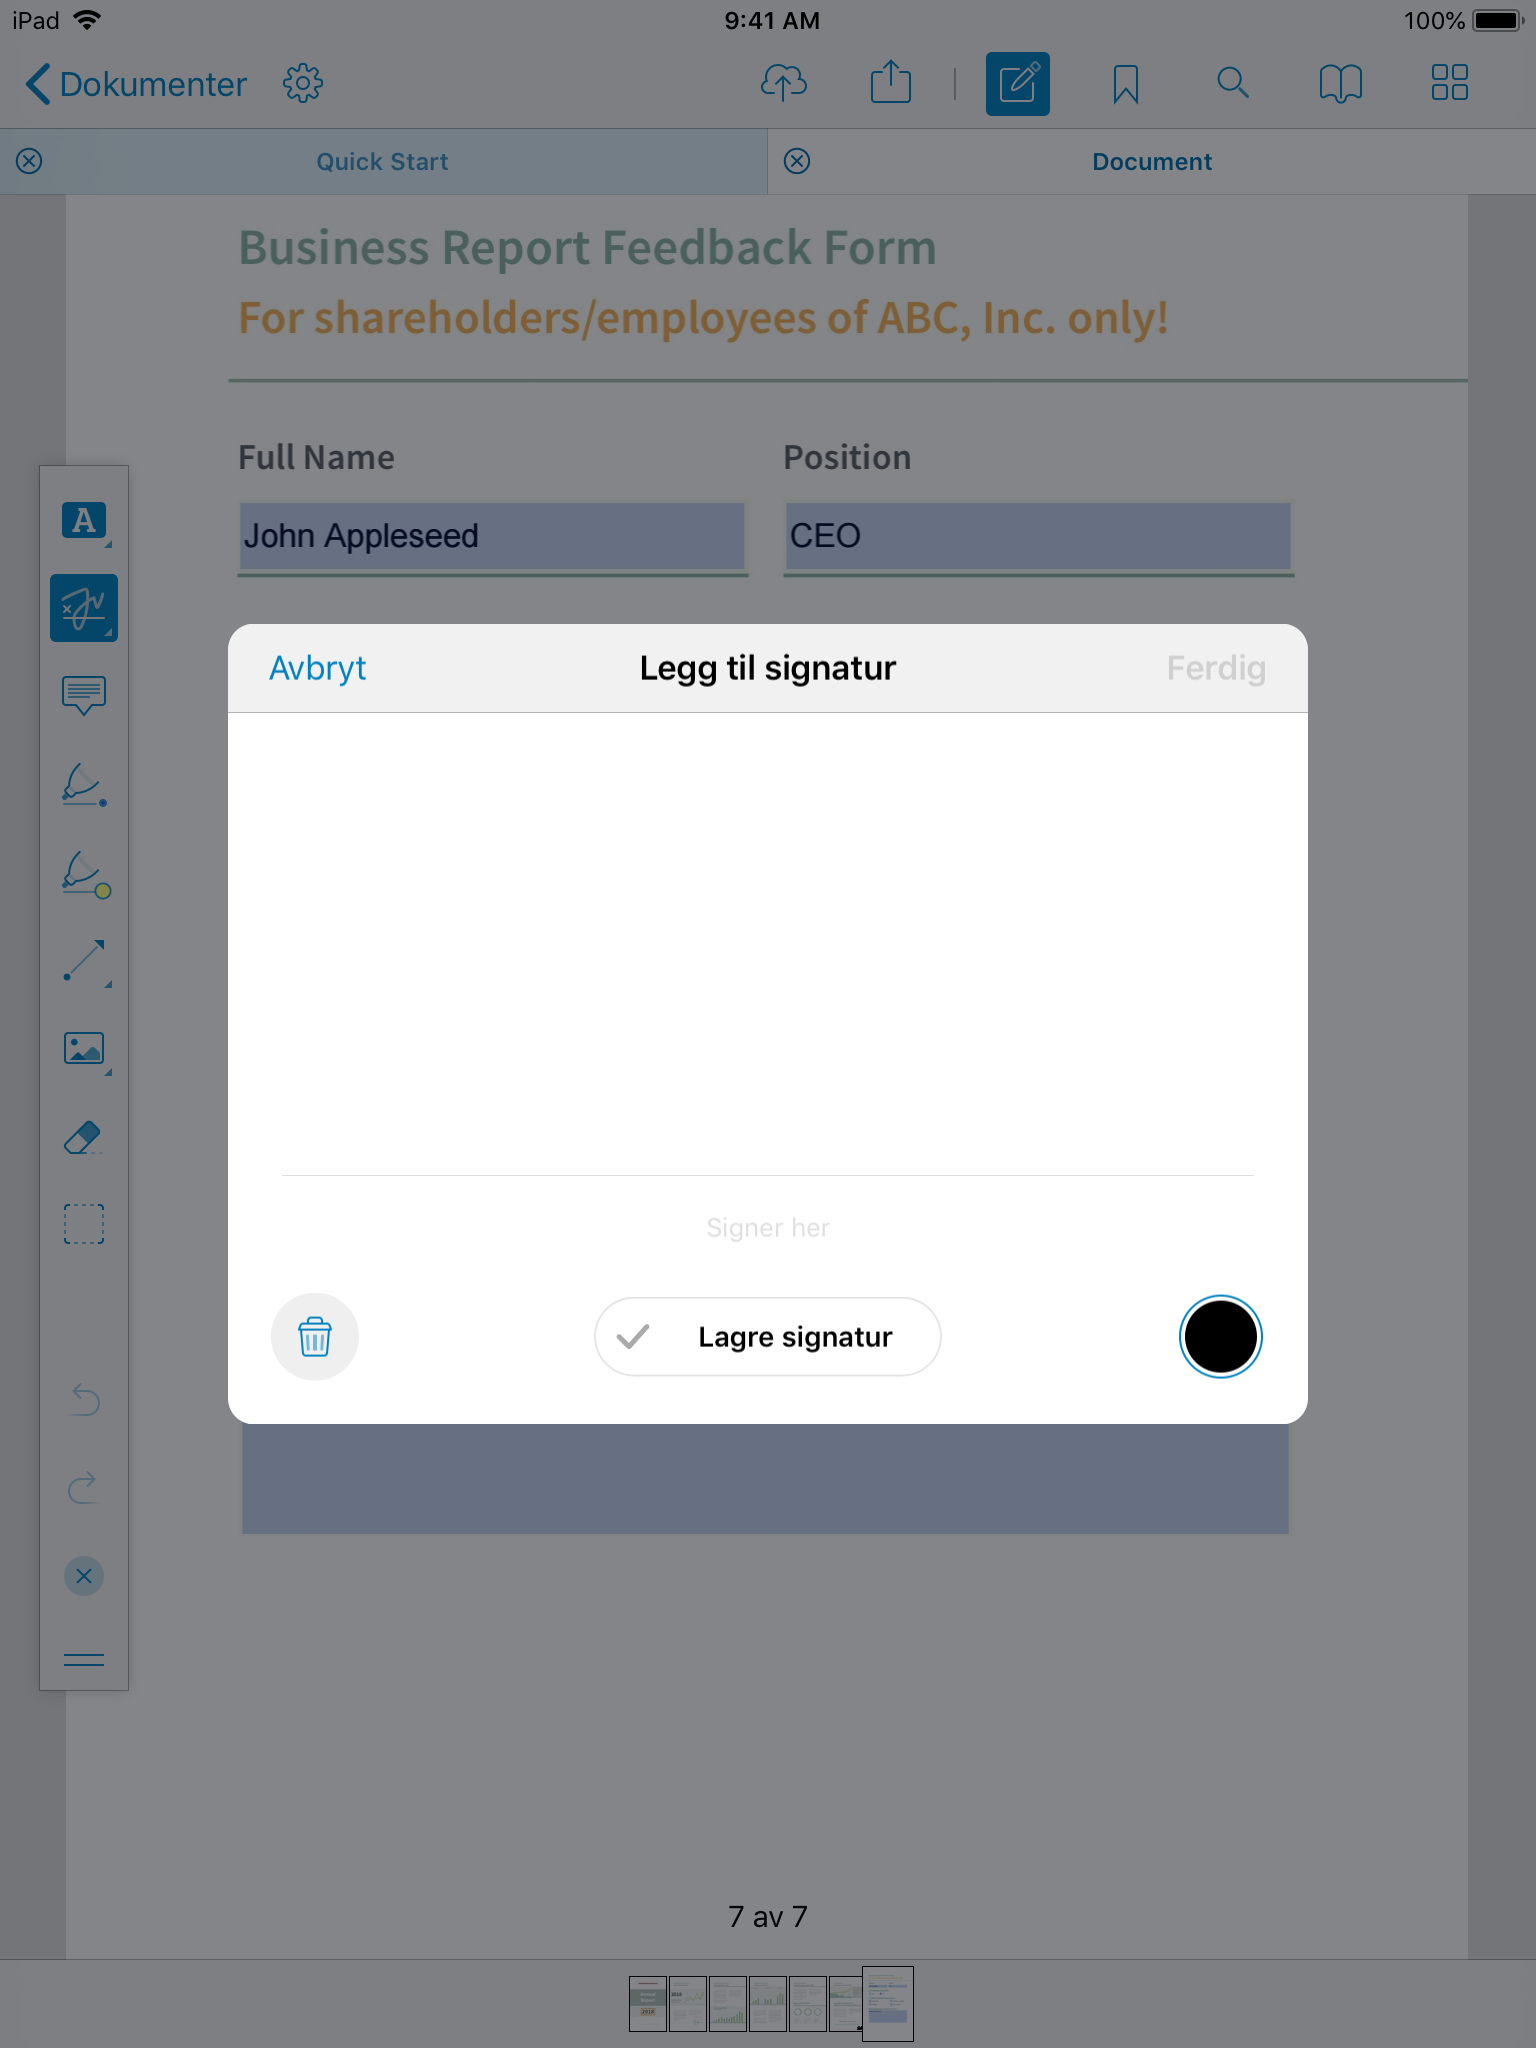 iPad 9:41 AM 100%
Dokumenter
Quick Start Document
Business Report Feedback Form
For shareholders/employees of ABC, Inc. only!
Full Name Position
A
John Appleseed CEO
Avbryt Legg til signatur Ferdig
Signer her
Lagre signatur
7 av 7